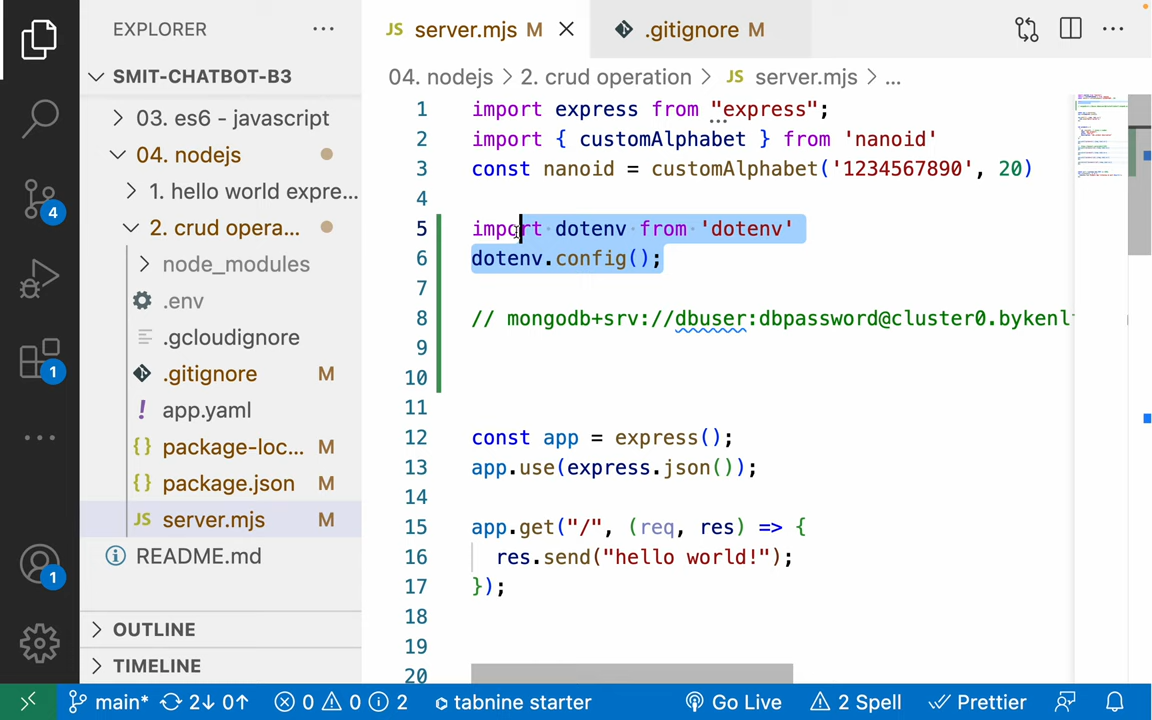 EXPLORER
SMIT-CHATBOT-B3
03. es6 - javascript
04. nodejs
1. hello world expre...
2. crud opera...
node_modules
.env
.gcloudignore
.gitignore M
app.yaml
package-loc... M
package.json M
server.mjs M
README.md
OUTLINE
TIMELINE
4
1
1
JS server.mjs M
.gitignore M
04. nodejs > 2. crud operation > JS server.mjs > ...
1 import express from "express";
2 import { customAlphabet } from 'nanoid'
3 const nanoid = customAlphabet('1234567890', 20)
4
5 import dotenv from 'dotenv'
6 dotenv.config();
7
8 // mongodb+srv://dbuser:dbpassword@cluster0.bykenl
9
10
11
12 const app = express();
13 app.use(express.json());
14
15 app.get("/", (req, res) => {
16 res.send("hello world!");
17 });
18
19
20
main* 2↓ 0↑ 0 0 2 tabnine starter Go Live 2 Spell Prettier